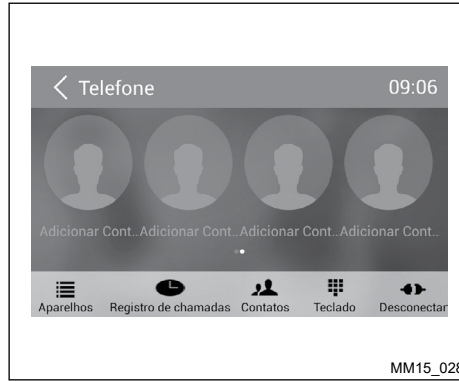 Telefone 09:06
Adicionar Cont.. Adicionar Cont.. Adicionar Cont.. Adicionar Cont..
Aparelhos Registro de chamadas Contatos Teclado Desconectar
MM15_028